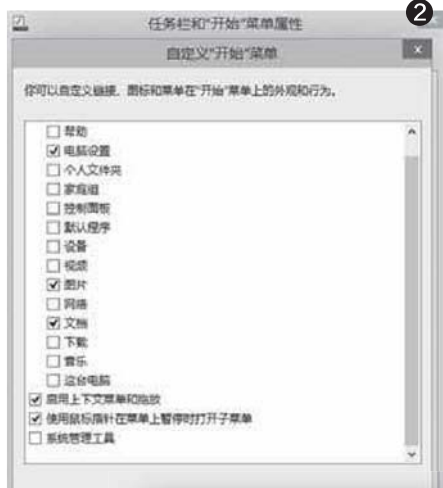 2
任务栏和"开始"菜单属性
自定义"开始"菜单
x
你可以自定义链接、图标和菜单在"开始"菜单上的外观和行为。
帮助
电脑设置
个人文件夹
家庭组
控制面板
默认程序
设备
视频
图片
网络
文档
下载
音乐
这台电脑
启用上下文菜单和拖放
使用鼠标指针在菜单上暂停时打开子菜单
系统管理工具